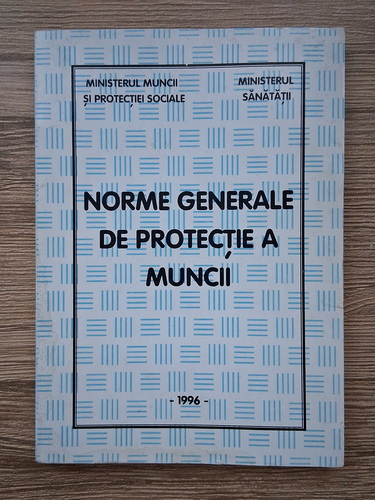 MINISTERUL MUNCII
ȘI PROTECȚIEI SOCIALE
MINISTERUL
SĂNĂTĂȚII
NORME GENERALE
DE PROTECȚIE A
MUNCII
- 1996 -